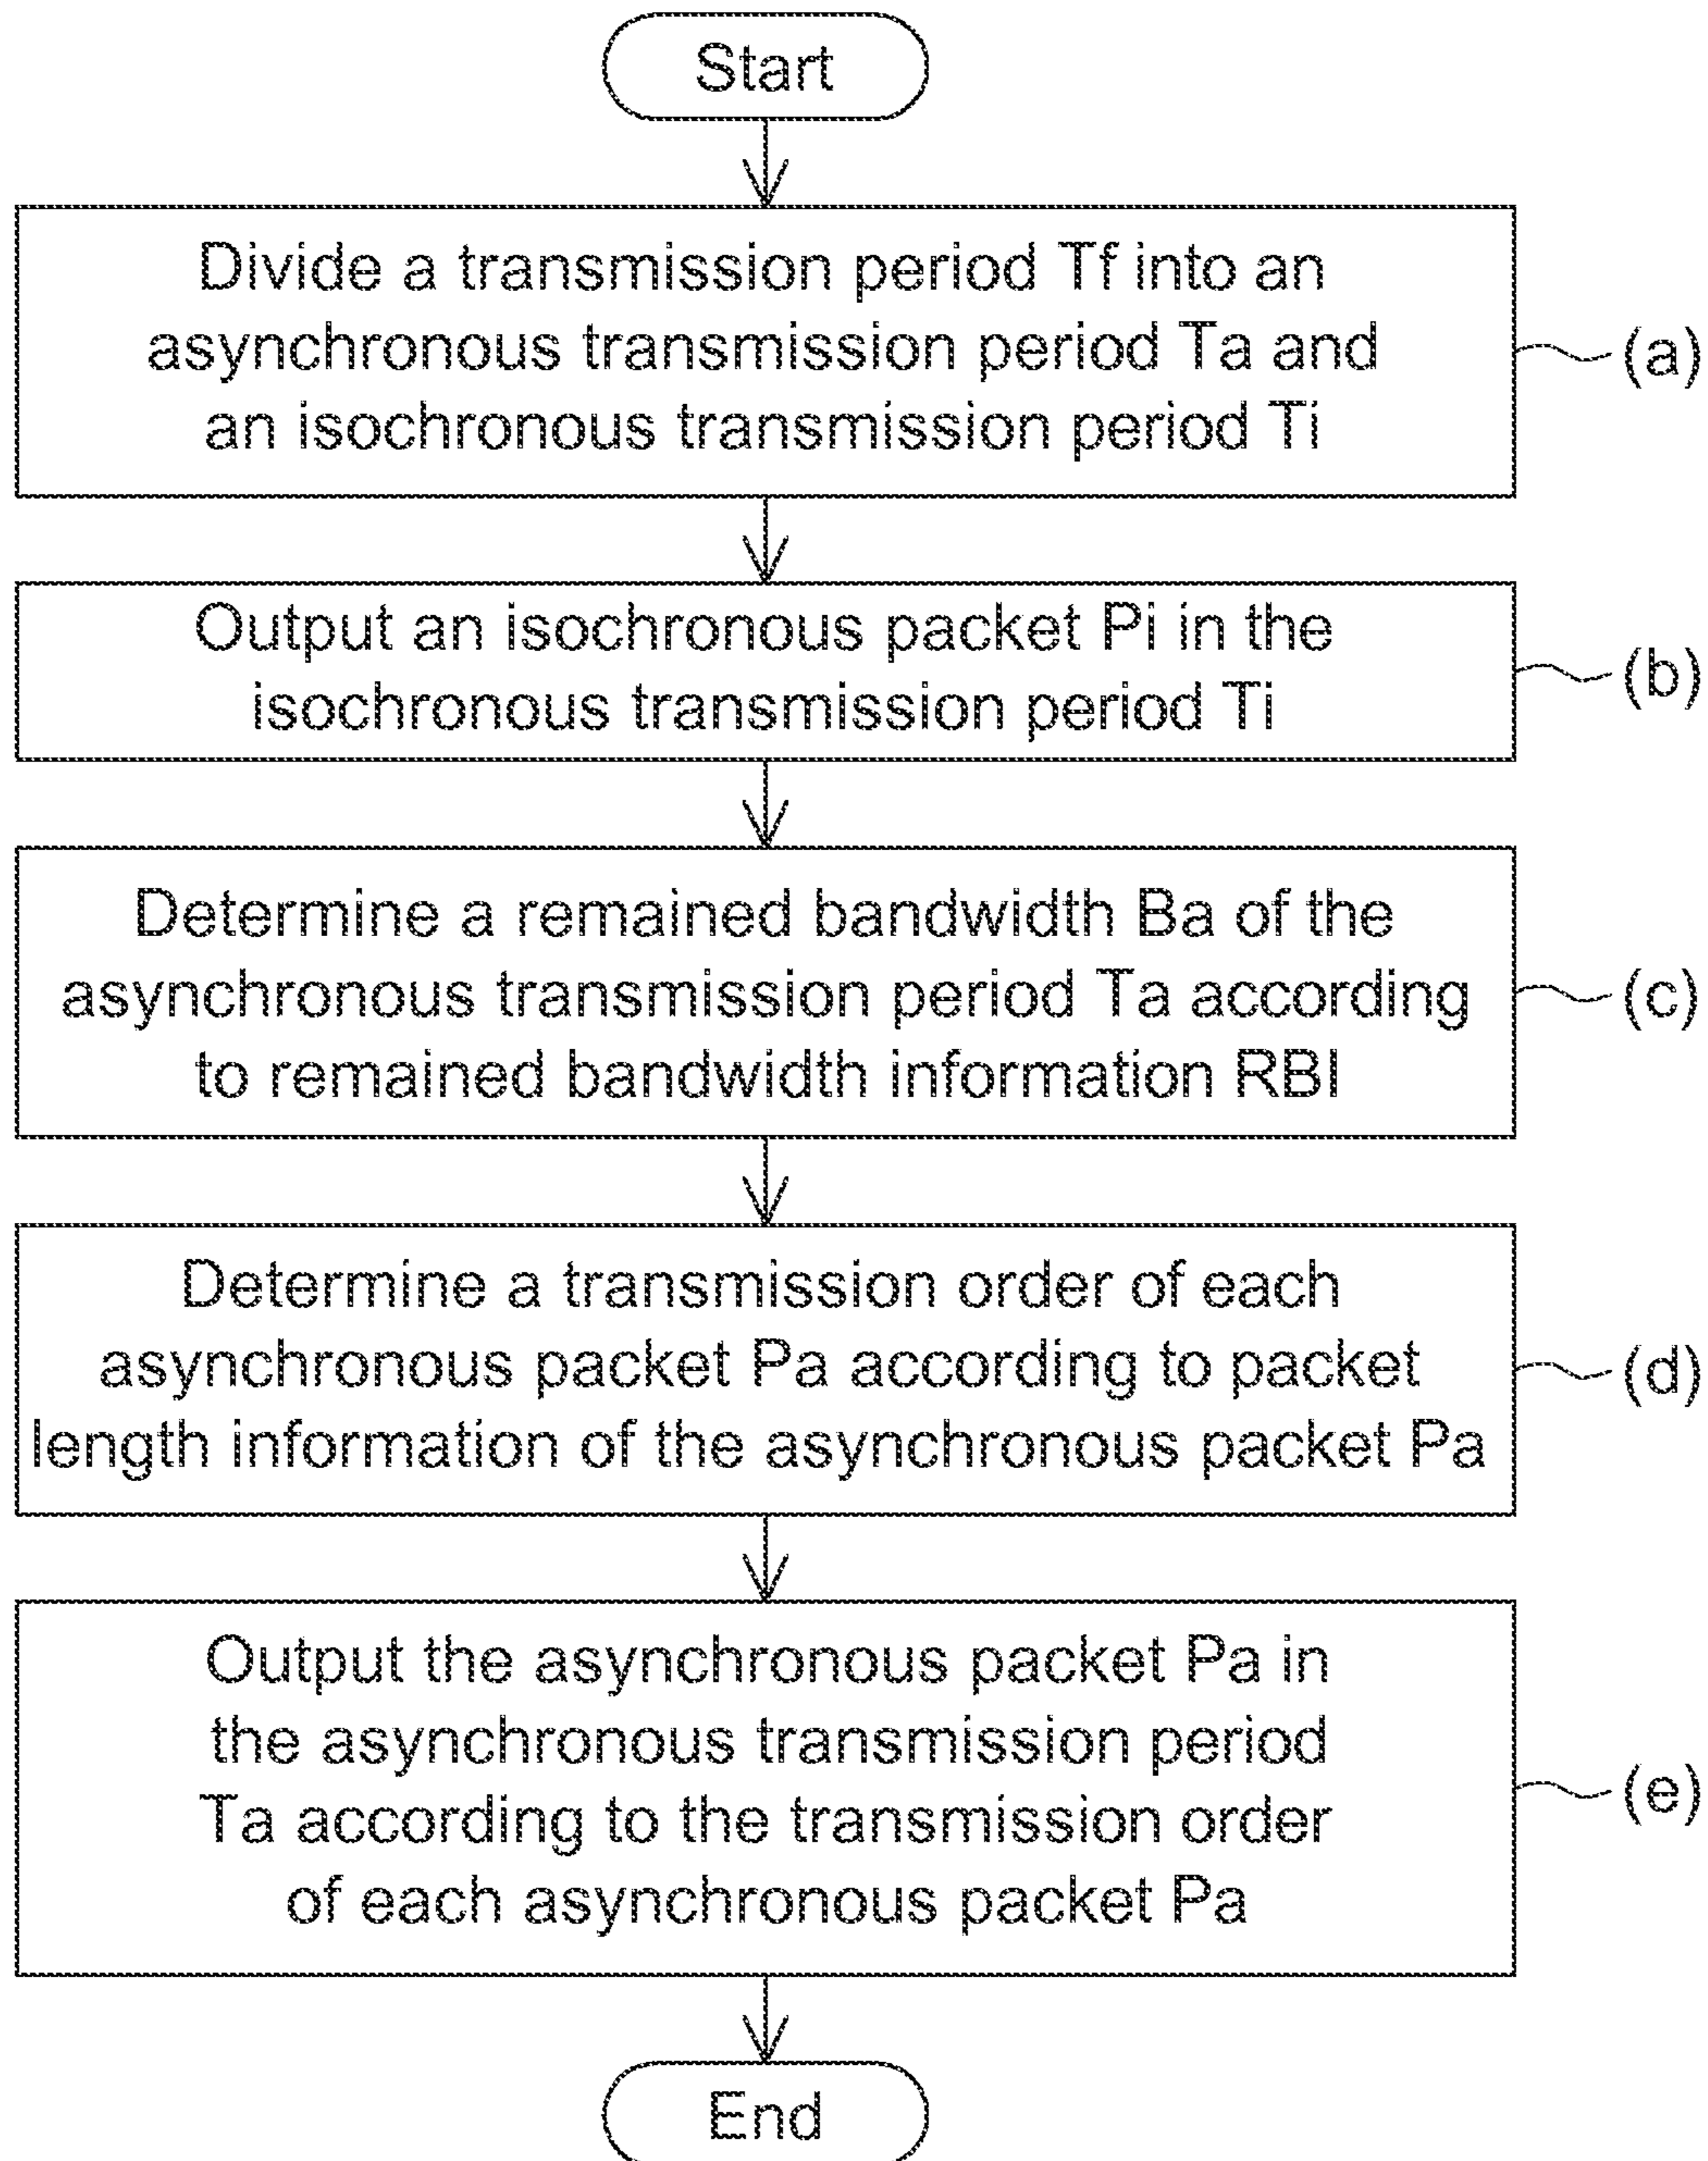 Start
Divide a transmission period Tf into an
asynchronous transmission period Ta and
an isochronous transmission period Ti
(a)
Output an isochronous packet Pi in the
isochronous transmission period Ti
(b)
Determine a remained bandwidth Ba of the
asynchronous transmission period Ta according
to remained bandwidth information RBI
(c)
Determine a transmission order of each
asynchronous packet Pa according to packet
length information of the asynchronous packet Pa
(d)
Output the asynchronous packet Pa in
the asynchronous transmission period
Ta according to the transmission order
of each asynchronous packet Pa
(e)
End